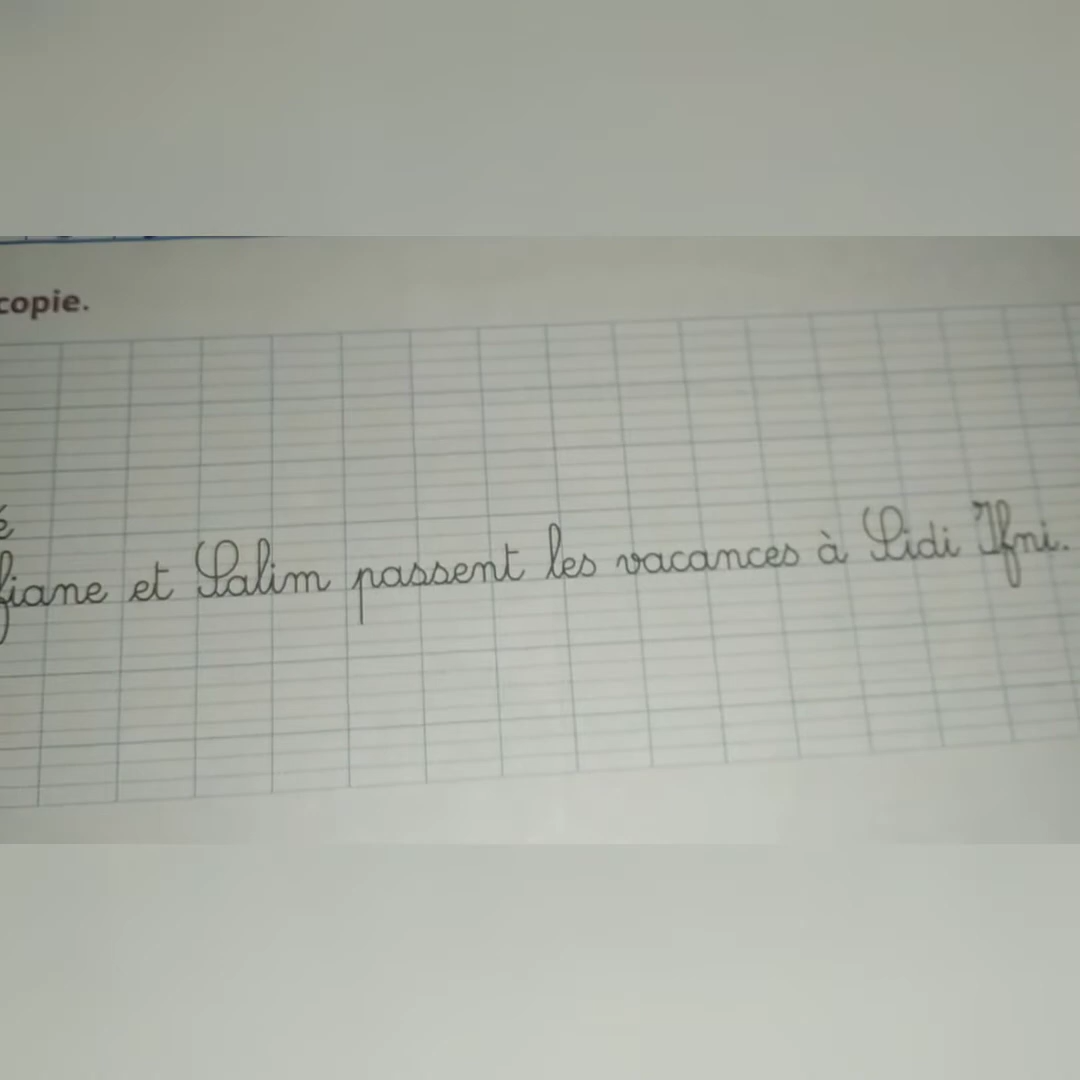 copie.
é
fiane et Salim passent les vacances à Sidi Ifni.